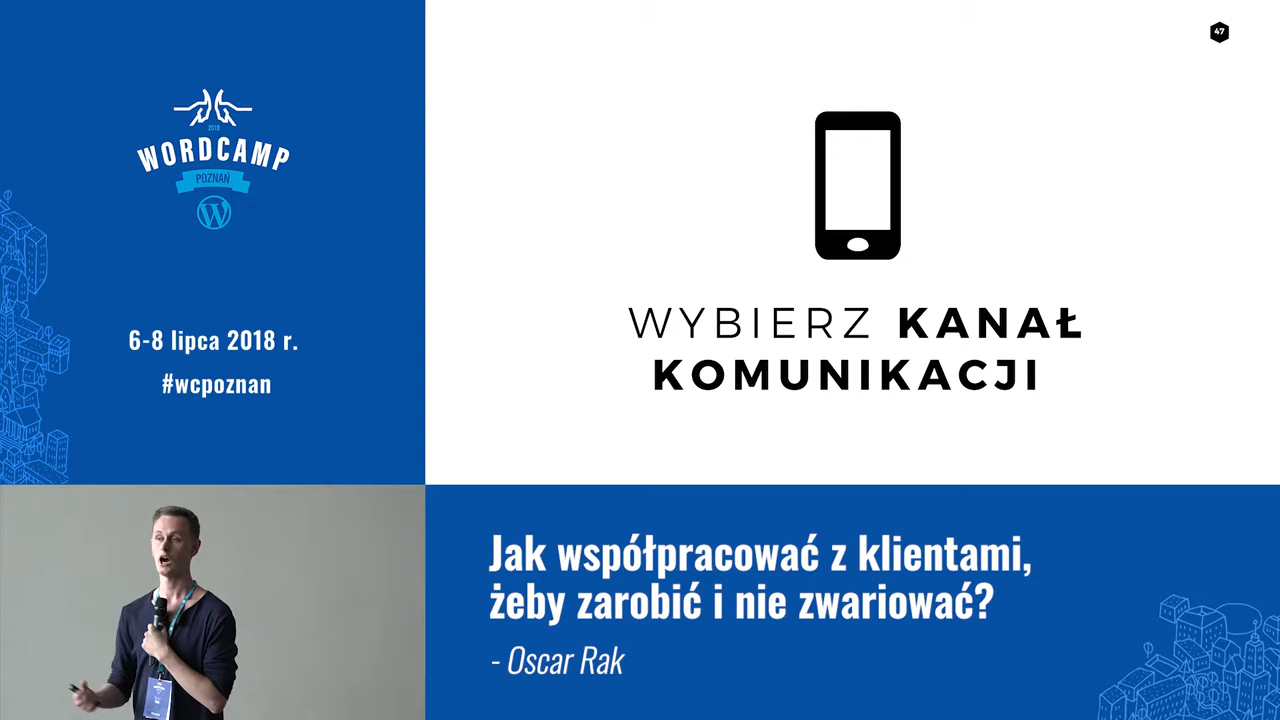 2018
WORDCAMP
POZNAŃ
6-8 lipca 2018 r.
#wcpoznan
47
WYBIERZ KANAŁ
KOMUNIKACJI
Jak współpracować z klientami,
żeby zarobić i nie zwariować?
- Oscar Rak